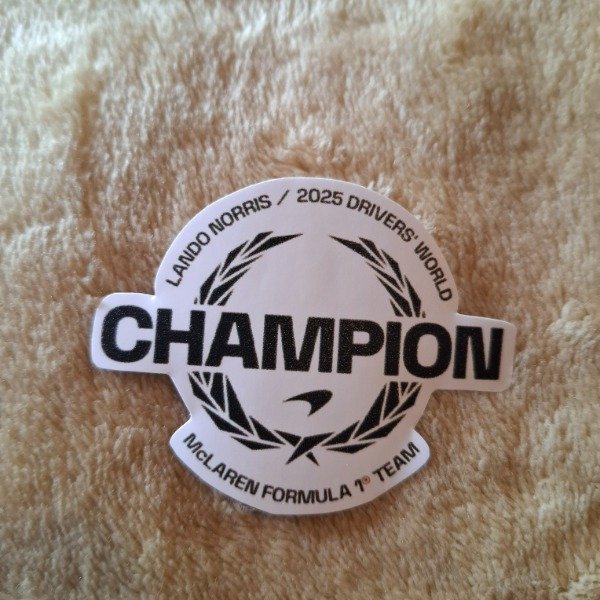 LANDO NORRIS / 2025 DRIVERS' WORLD
CHAMPION
McLAREN FORMULA 1® TEAM